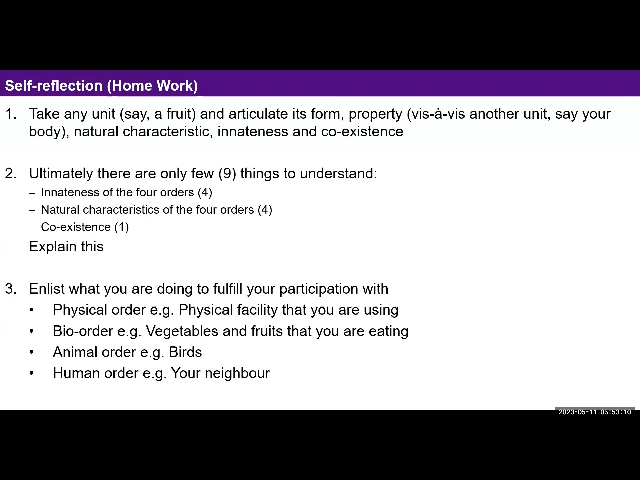 Self-reflection (Home Work)
1. Take any unit (say, a fruit) and articulate its form, property (vis-à-vis another unit, say your
body), natural characteristic, innateness and co-existence
2. Ultimately there are only few (9) things to understand:
– Innateness of the four orders (4)
– Natural characteristics of the four orders (4)
Co-existence (1)
Explain this
3. Enlist what you are doing to fulfill your participation with
• Physical order e.g. Physical facility that you are using
• Bio-order e.g. Vegetables and fruits that you are eating
• Animal order e.g. Birds
• Human order e.g. Your neighbour